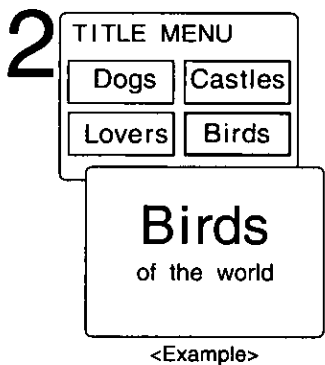 2
TITLE MENU
Dogs Castles
Lovers Birds
Birds
of the world
<Example>